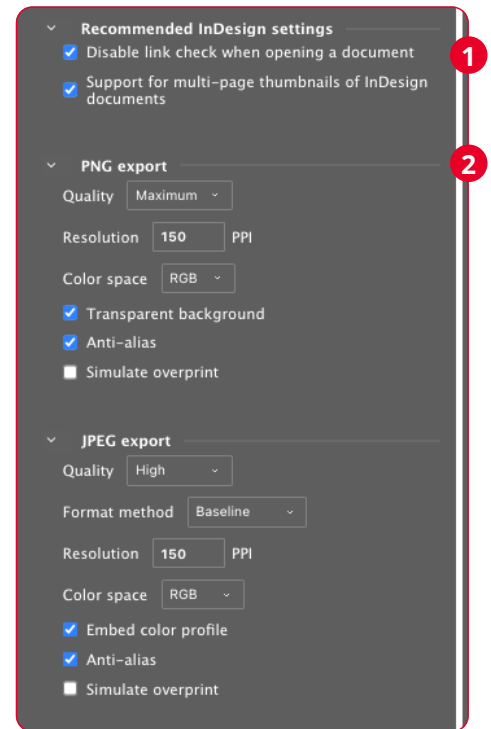 Recommended InDesign settings
Disable link check when opening a document
1
Support for multi-page thumbnails of InDesign
documents
PNG export
2
Quality Maximum
Resolution 150 PPI
Color space RGB
Transparent background
Anti-alias
Simulate overprint
JPEG export
Quality High
Format method Baseline
Resolution 150 PPI
Color space RGB
Embed color profile
Anti-alias
Simulate overprint